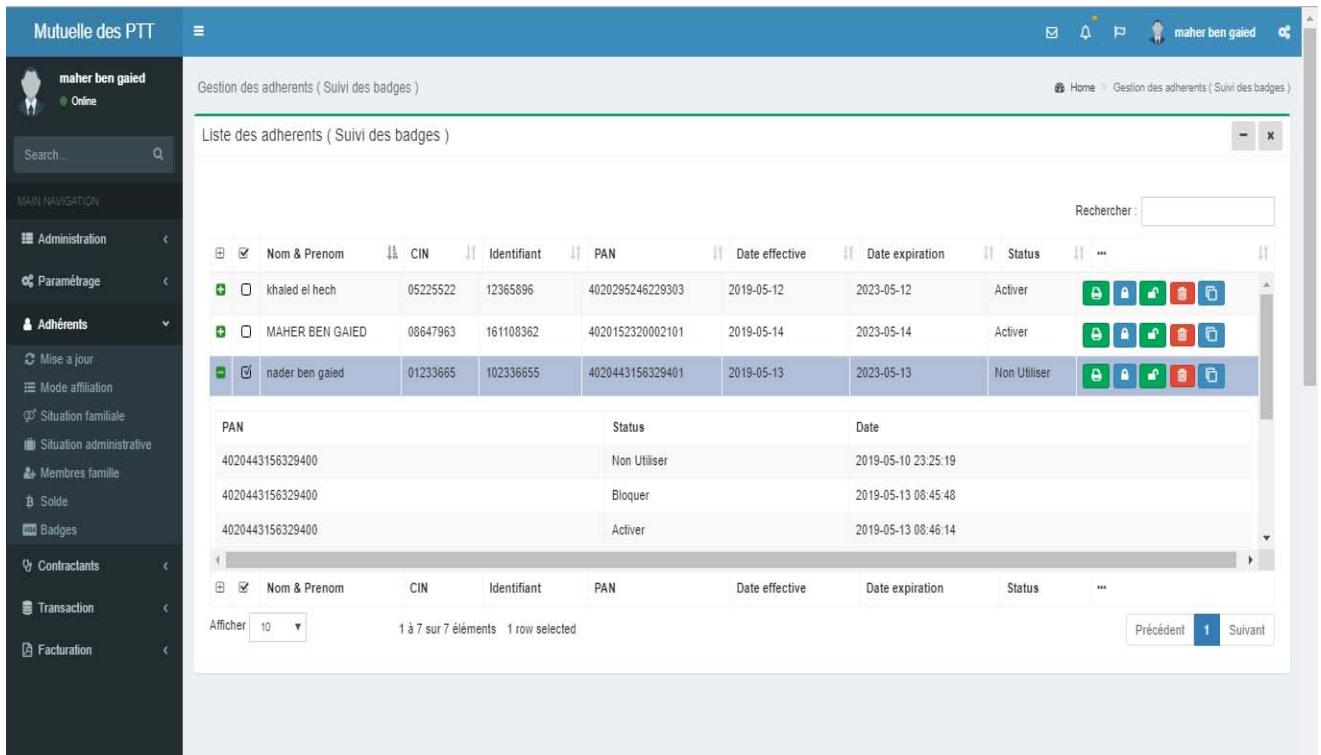 Mutuelle des PTT
maher ben gaied
maher ben gaied
Online
Search...
MAIN NAVIGATION
Administration
Paramétrage
Adhérents
Mise a jour
Mode affiliation
Situation familiale
Situation administrative
Membres famille
Solde
Badges
Contractants
Transaction
Facturation
Gestion des adherents ( Suivi des badges )
Home > Gestion des adherents ( Suivi des badges )
Liste des adherents ( Suivi des badges )
Rechercher :
Nom & Prenom CIN Identifiant PAN Date effective Date expiration Status ...
khaled el hech 05225522 12365896 4020295246229303 2019-05-12 2023-05-12 Activer
MAHER BEN GAIED 08647963 161108362 4020152320002101 2019-05-14 2023-05-14 Activer
nader ben gaied 01233665 102336655 4020443156329401 2019-05-13 2023-05-13 Non Utiliser
PAN Status Date
4020443156329400 Non Utiliser 2019-05-10 23:25:19
4020443156329400 Bloquer 2019-05-13 08:45:48
4020443156329400 Activer 2019-05-13 08:46:14
Nom & Prenom CIN Identifiant PAN Date effective Date expiration Status ...
Afficher 10 1 à 7 sur 7 éléments 1 row selected Précédent 1 Suivant